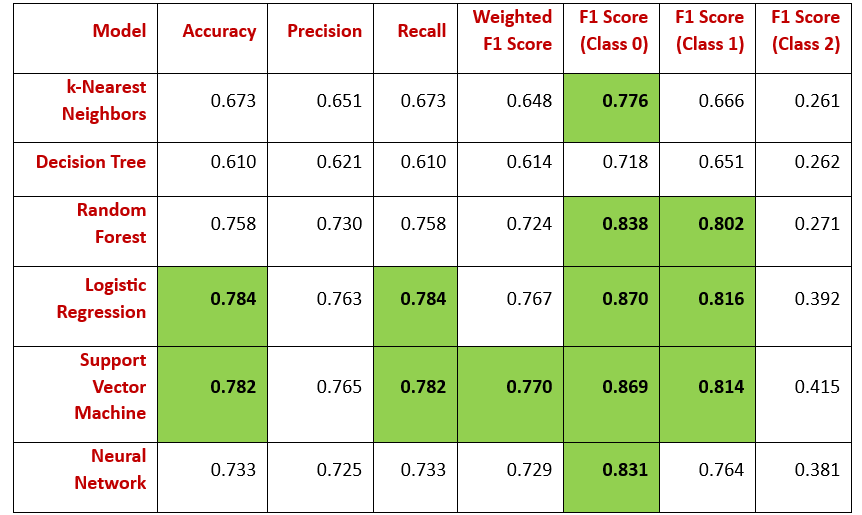 Model Accuracy Precision Recall Weighted F1 Score F1 Score (Class 0) F1 Score (Class 1) F1 Score (Class 2)
k-Nearest Neighbors 0.673 0.651 0.673 0.648 0.776 0.666 0.261
Decision Tree 0.610 0.621 0.610 0.614 0.718 0.651 0.262
Random Forest 0.758 0.730 0.758 0.724 0.838 0.802 0.271
Logistic Regression 0.784 0.763 0.784 0.767 0.870 0.816 0.392
Support Vector Machine 0.782 0.765 0.782 0.770 0.869 0.814 0.415
Neural Network 0.733 0.725 0.733 0.729 0.831 0.764 0.381